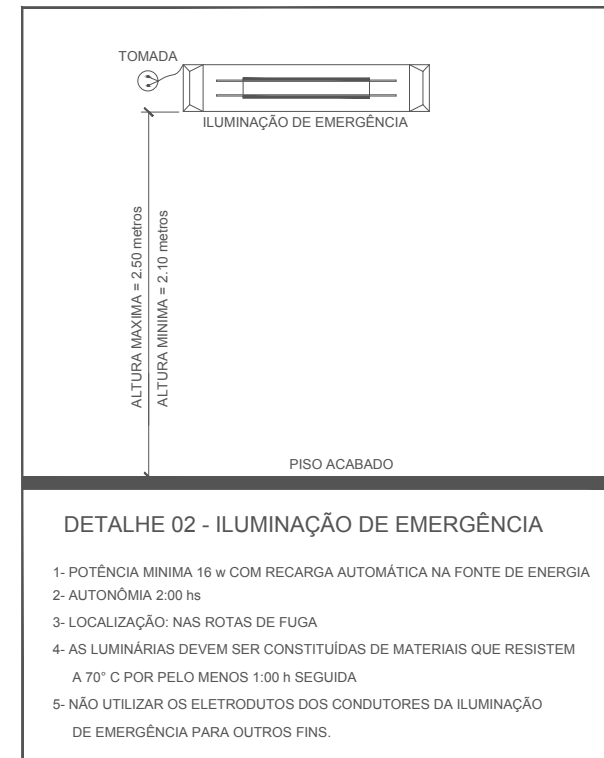 TOMADA
ILUMINAÇÃO DE EMERGÊNCIA
ALTURA MAXIMA = 2.50 metros
ALTURA MINIMA = 2.10 metros
PISO ACABADO
DETALHE 02 - ILUMINAÇÃO DE EMERGÊNCIA
1- POTÊNCIA MINIMA 16 w COM RECARGA AUTOMÁTICA NA FONTE DE ENERGIA
2- AUTONÔMIA 2:00 hs
3- LOCALIZAÇÃO: NAS ROTAS DE FUGA
4- AS LUMINÁRIAS DEVEM SER CONSTITUÍDAS DE MATERIAIS QUE RESISTEM
A 70° C POR PELO MENOS 1:00 h SEGUIDA
5- NÃO UTILIZAR OS ELETRODUTOS DOS CONDUTORES DA ILUMINAÇÃO
DE EMERGÊNCIA PARA OUTROS FINS.